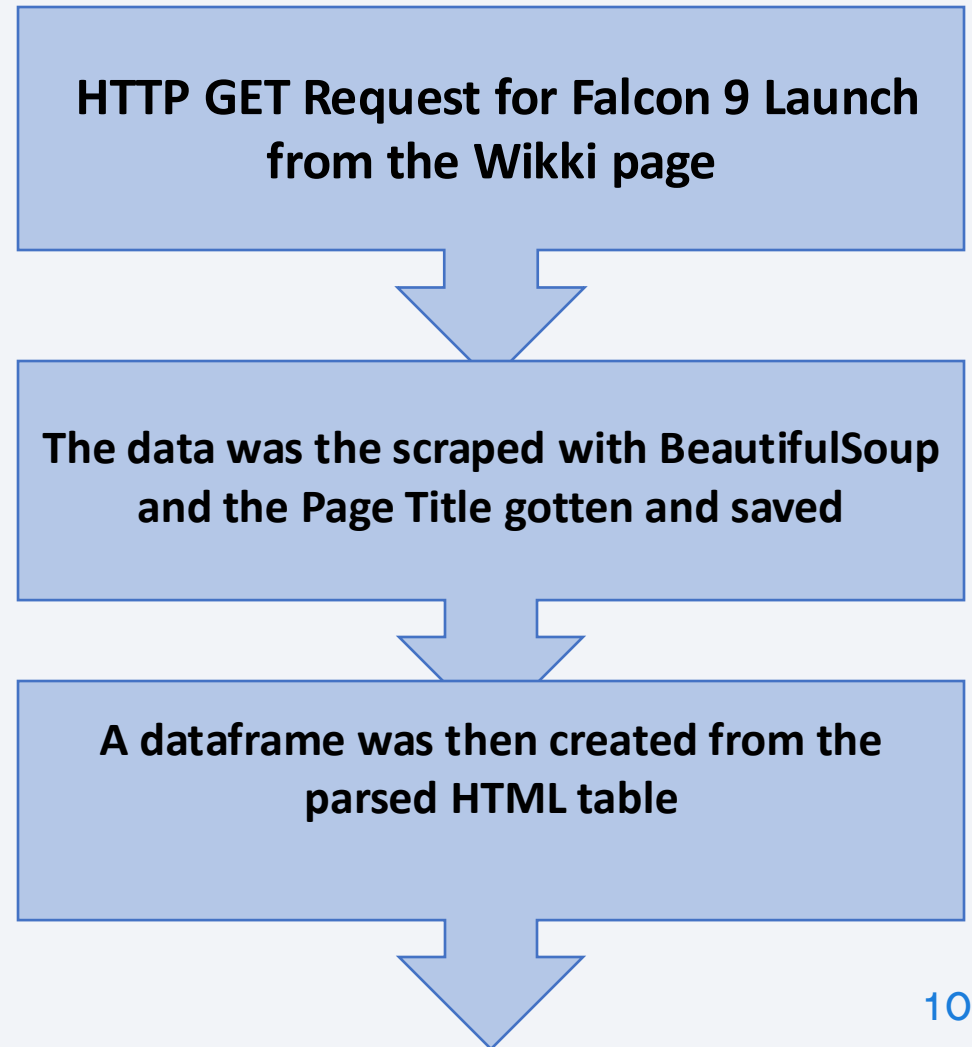 HTTP GET Request for Falcon 9 Launch
from the Wikki page
The data was the scraped with BeautifulSoup
and the Page Title gotten and saved
A dataframe was then created from the
parsed HTML table
10